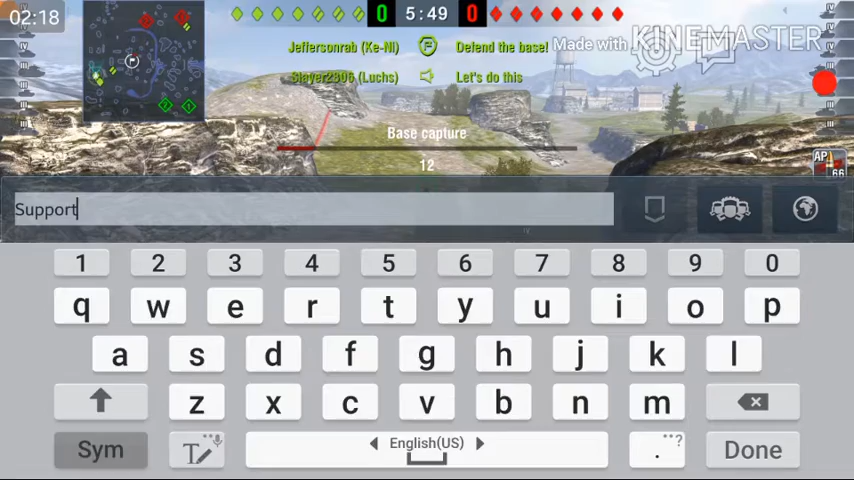 02:18
0 5:49 0
Made with KINEMASTER
Jeffersonrab (Ke-NI) Defend the base!
Slayer2306 (Luchs) Let's do this
Base capture
12
AP
66
Support
1 2 3 4 5 6 7 8 9 0
q w e r t y u i o p
a s d f g h j k l
z x c v b n m
Sym English(US) . ? Done